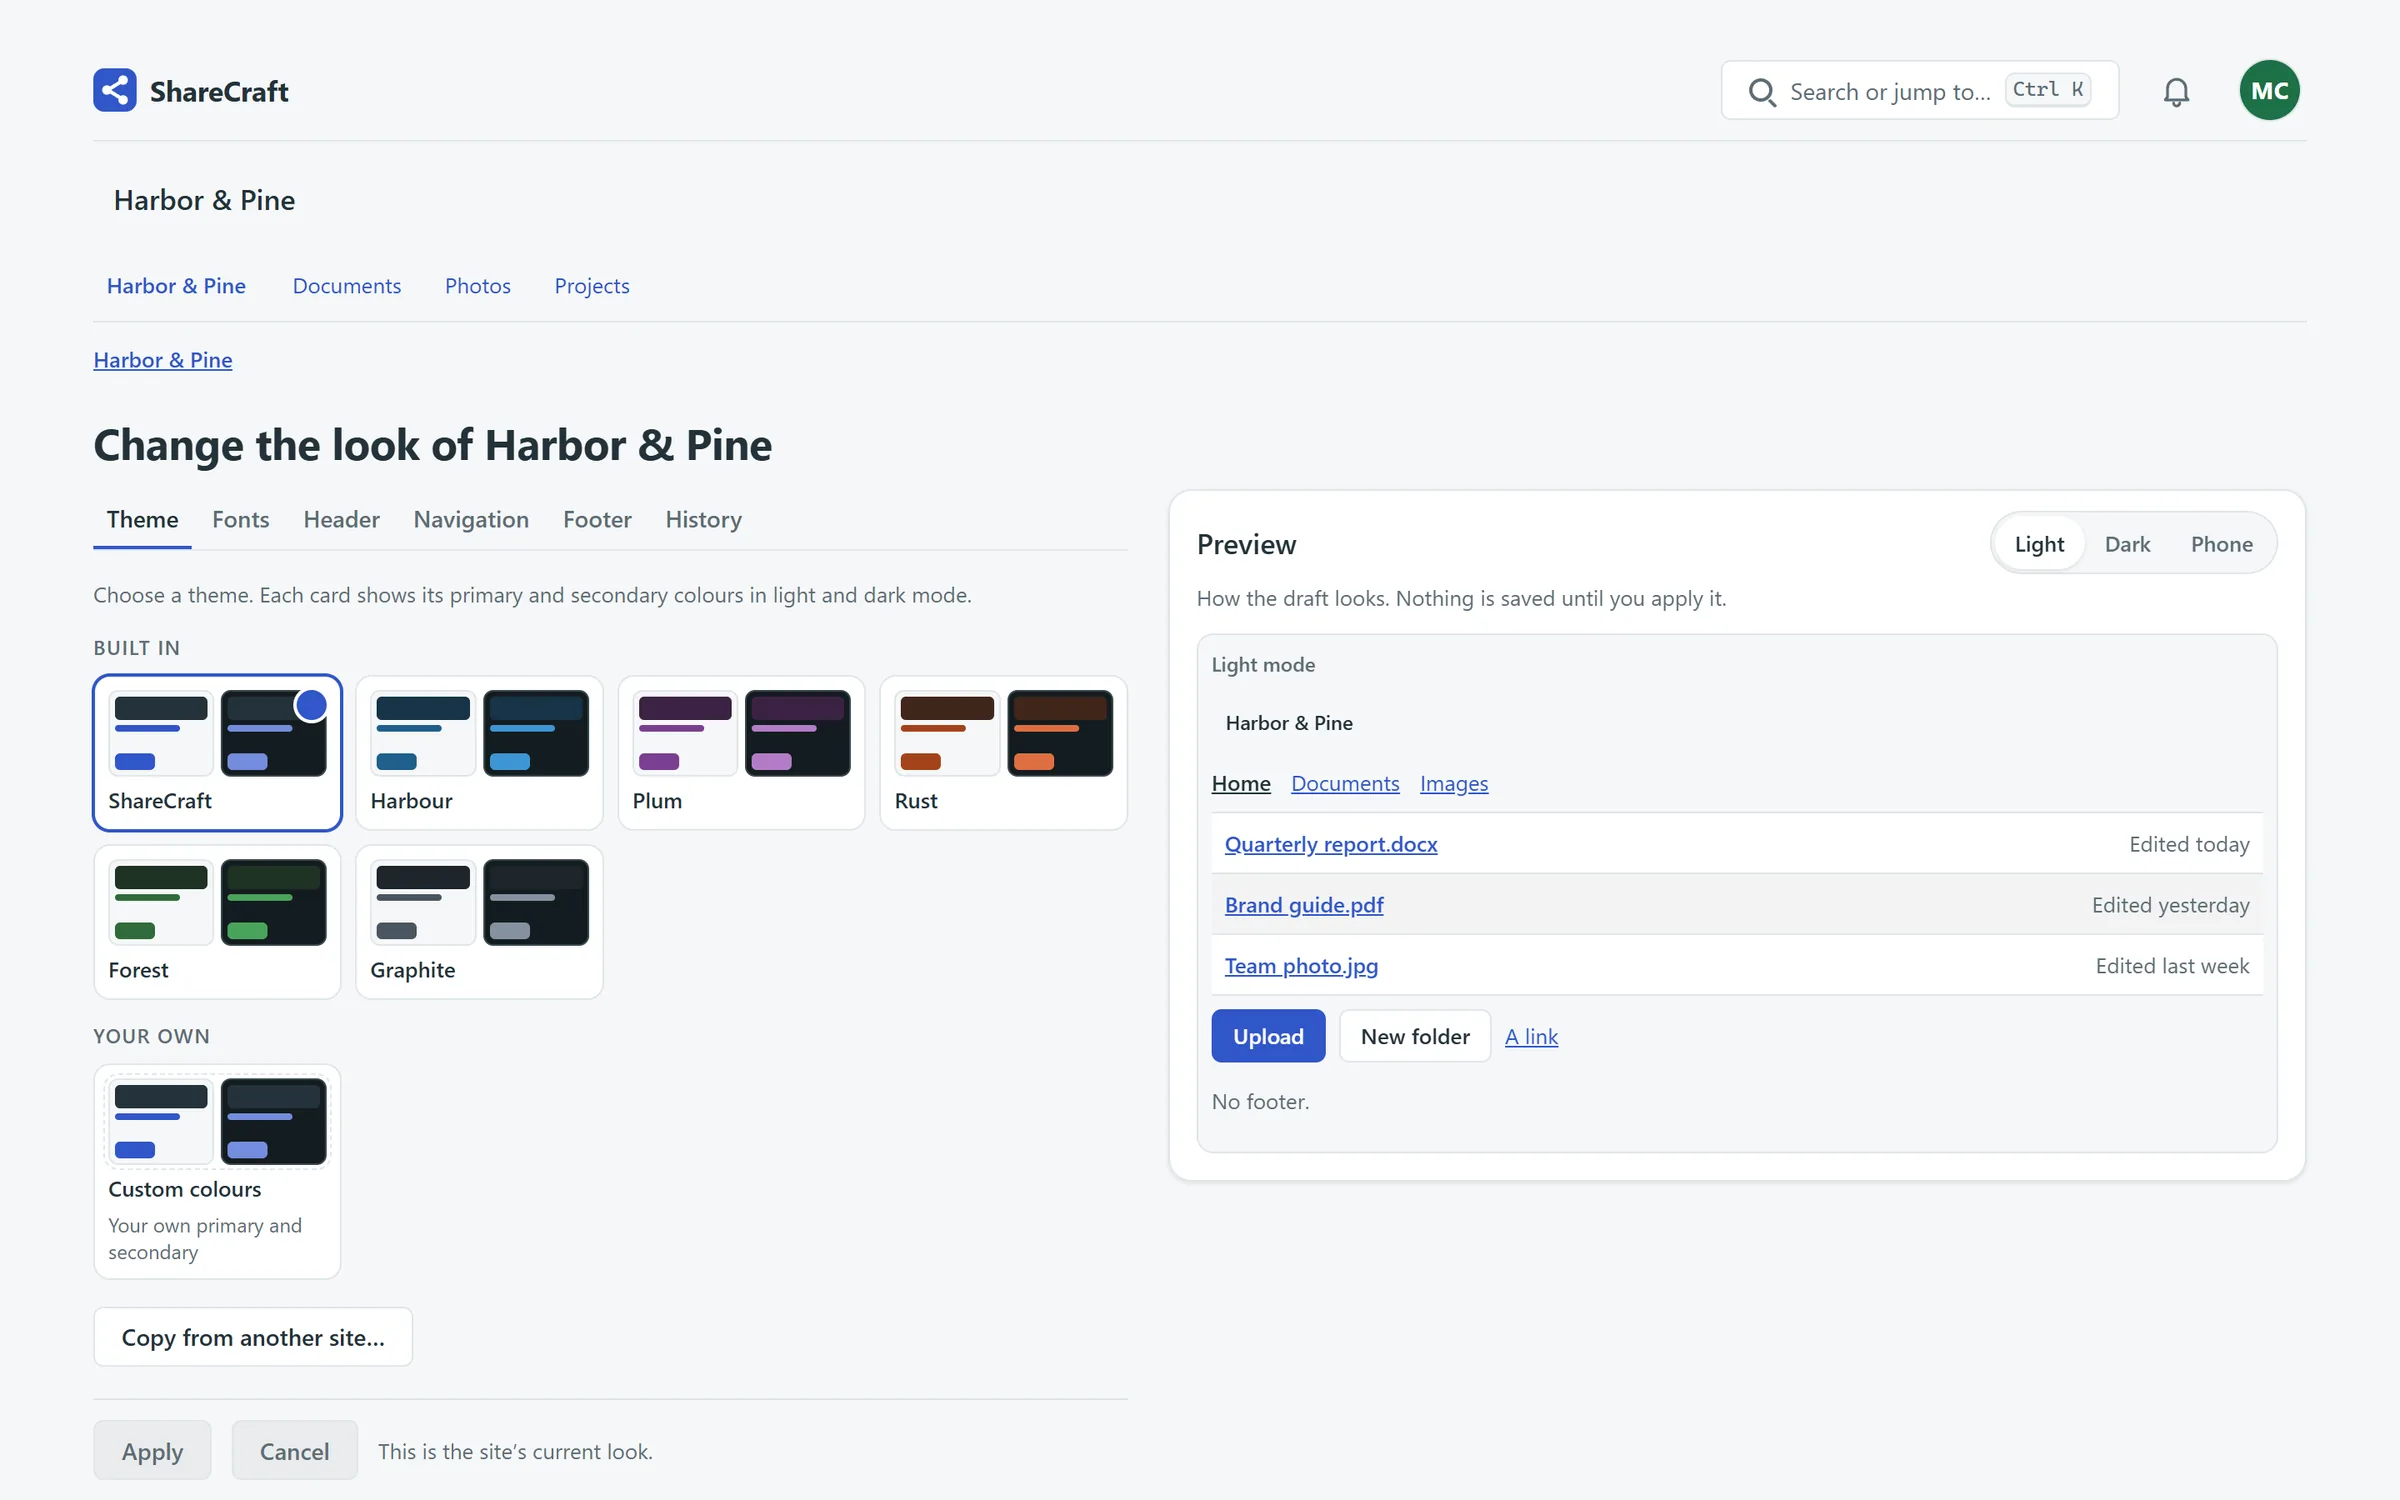 ShareCraft
Search or jump to... Ctrl K
MC
Harbor & Pine
Harbor & Pine Documents Photos Projects
Harbor & Pine
Change the look of Harbor & Pine
Theme Fonts Header Navigation Footer History
Choose a theme. Each card shows its primary and secondary colours in light and dark mode.
BUILT IN
ShareCraft Harbour Plum Rust
Forest Graphite
YOUR OWN
Custom colours
Your own primary and
secondary
Copy from another site...
Apply Cancel This is the site’s current look.
Preview
Light Dark Phone
How the draft looks. Nothing is saved until you apply it.
Light mode
Harbor & Pine
Home Documents Images
Quarterly report.docx Edited today
Brand guide.pdf Edited yesterday
Team photo.jpg Edited last week
Upload New folder A link
No footer.